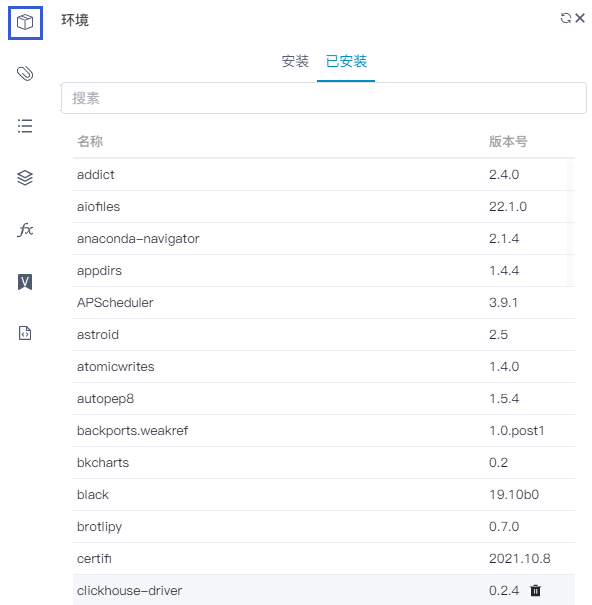 环境
安装 已安装
搜素
名称 版本号
addict 2.4.0
aiofiles 22.1.0
anaconda-navigator 2.1.4
appdirs 1.4.4
APScheduler 3.9.1
astroid 2.5
atomicwrites 1.4.0
autopep8 1.5.4
backports.weakref 1.0.post1
bkcharts 0.2
black 19.10b0
brotlipy 0.7.0
certifi 2021.10.8
clickhouse-driver 0.2.4